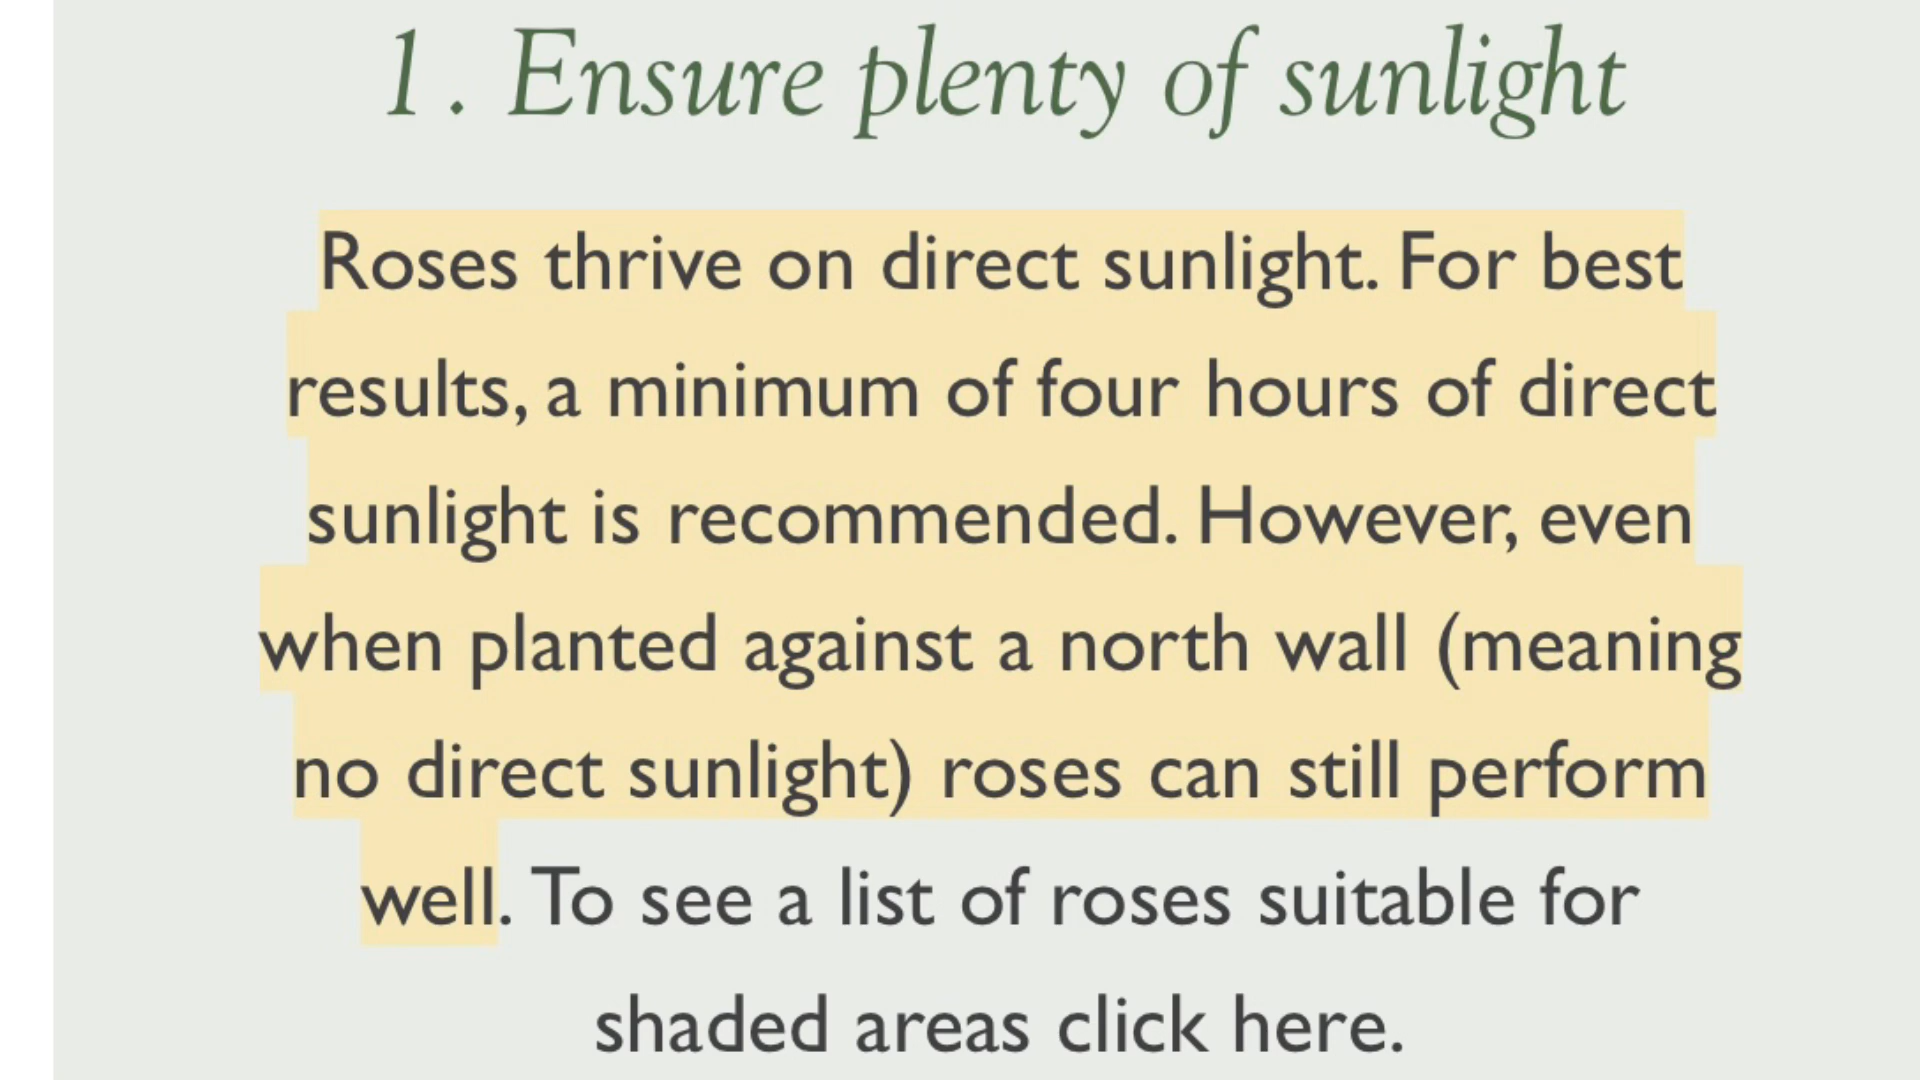 1. Ensure plenty of sunlight
Roses thrive on direct sunlight. For best
results, a minimum of four hours of direct
sunlight is recommended. However, even
when planted against a north wall (meaning
no direct sunlight) roses can still perform
well. To see a list of roses suitable for
shaded areas click here.